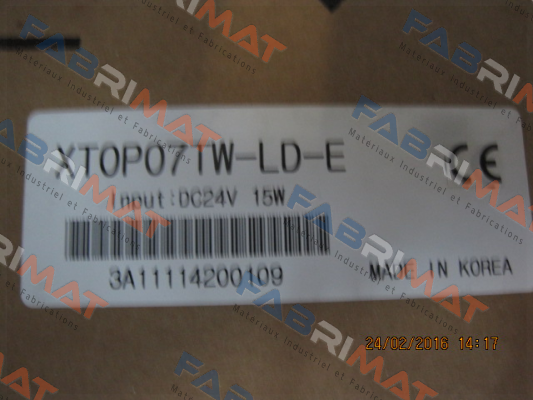 XTOP07TW-LD-E
CE
Input:DC24V 15W
3A11114200109
MADE IN KOREA
24/02/2016 14:17
FABRIMAT
Materiaux Industriel et Fabrications